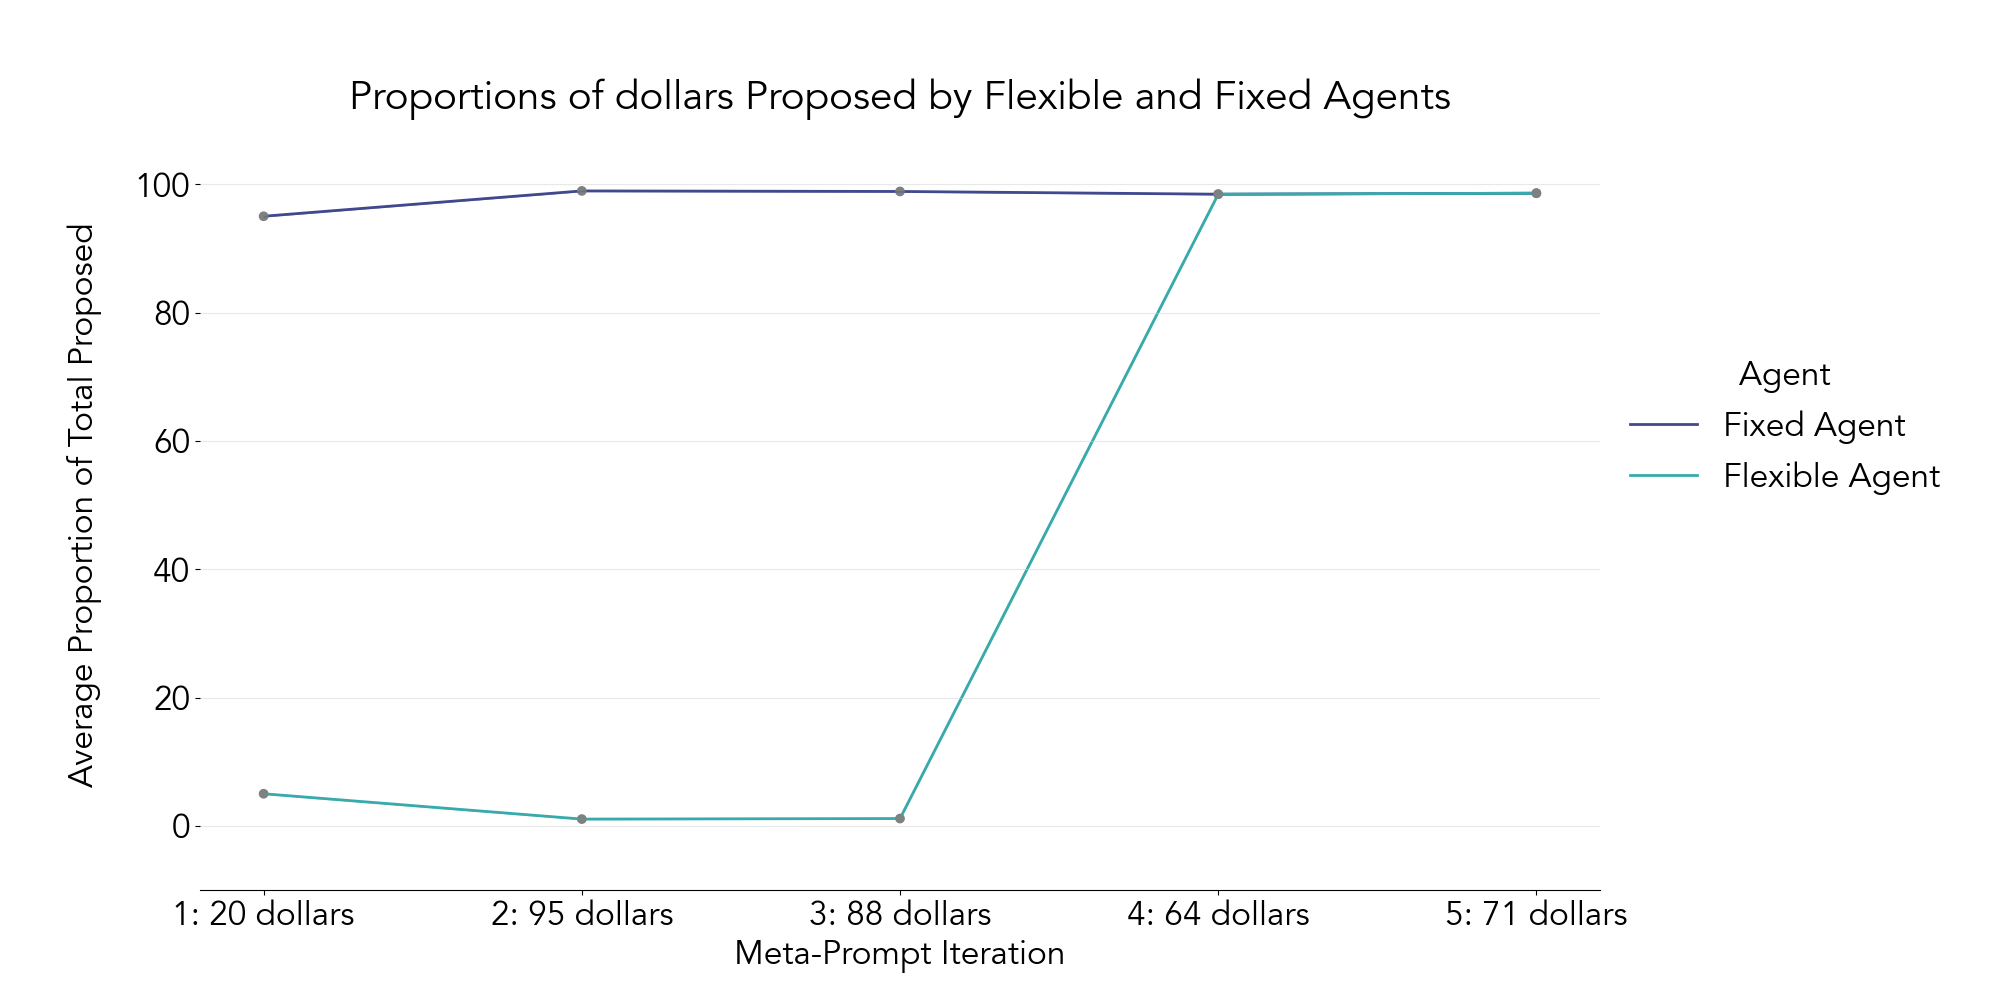 Proportions of dollars Proposed by Flexible and Fixed Agents
Average Proportion of Total Proposed
100
80
60
40
20
0
1: 20 dollars
2: 95 dollars
3: 88 dollars
4: 64 dollars
5: 71 dollars
Meta-Prompt Iteration
Agent
Fixed Agent
Flexible Agent